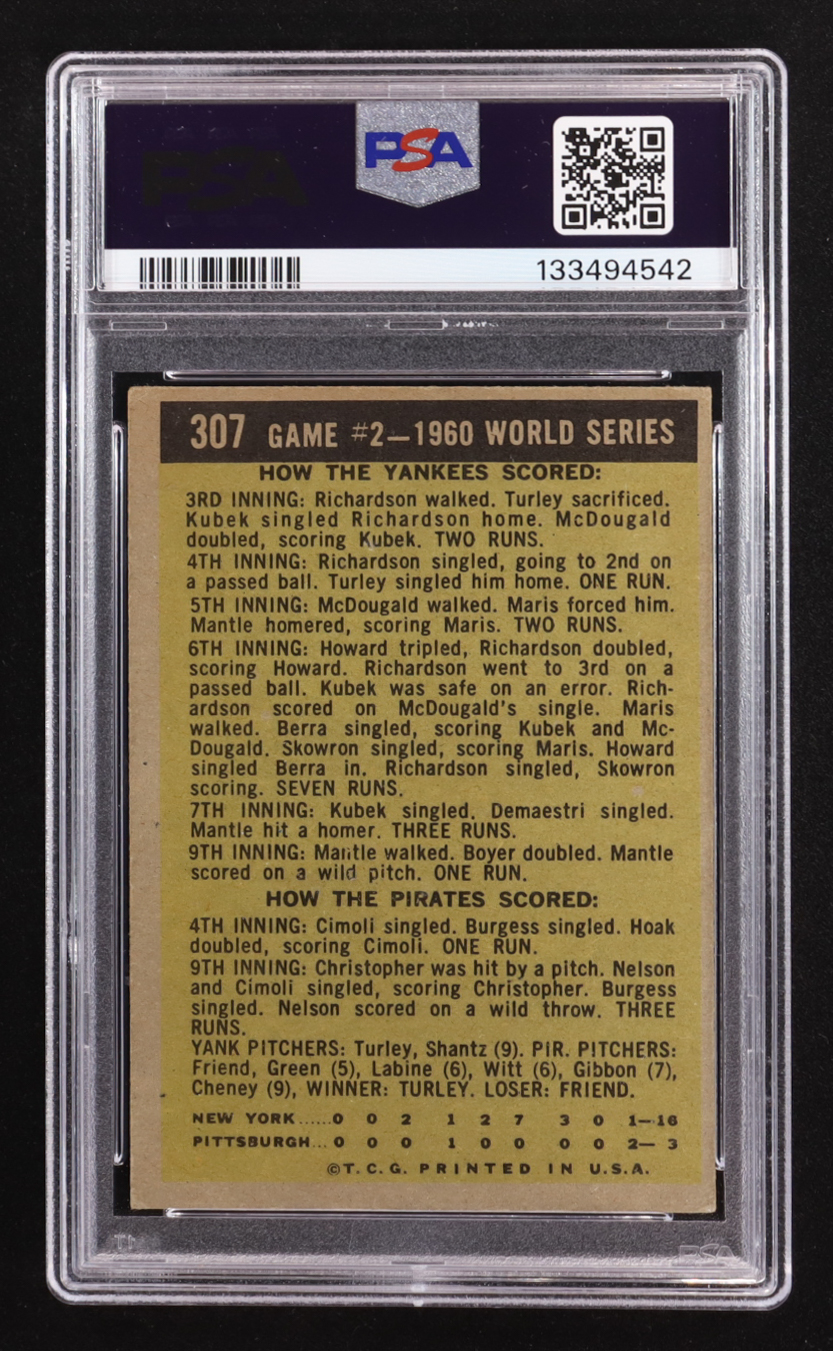 PSA
PSA
133494542
307 GAME #2—1960 WORLD SERIES
HOW THE YANKEES SCORED:
3RD INNING: Richardson walked. Turley sacrificed.
Kubek singled Richardson home. McDougald
doubled, scoring Kubek. TWO RUNS.
4TH INNING: Richardson singled, going to 2nd on
a passed ball. Turley singled him home. ONE RUN.
5TH INNING: McDougald walked. Maris forced him.
Mantle homered, scoring Maris. TWO RUNS.
6TH INNING: Howard tripled, Richardson doubled,
scoring Howard. Richardson went to 3rd on a
passed ball. Kubek was safe on an error. Rich-
ardson scored on McDougald's single. Maris
walked. Berra singled, scoring Kubek and Mc-
Dougald. Skowron singled, scoring Maris. Howard
singled Berra in. Richardson singled, Skowron
scoring. SEVEN RUNS.
7TH INNING: Kubek singled. Demaestri singled.
Mantle hit a homer. THREE RUNS.
9TH INNING: Mantle walked. Boyer doubled. Mantle
scored on a wild pitch. ONE RUN.
HOW THE PIRATES SCORED:
4TH INNING: Cimoli singled. Burgess singled. Hoak
doubled, scoring Cimoli. ONE RUN.
9TH INNING: Christopher was hit by a pitch. Nelson
and Cimoli singled, scoring Christopher. Burgess
singled. Nelson scored on a wild throw. THREE
RUNS.
YANK PITCHERS: Turley, Shantz (9). PIR. PITCHERS:
Friend, Green (5), Labine (6), Witt (6), Gibbon (7),
Cheney (9), WINNER: TURLEY. LOSER: FRIEND.
NEW YORK......0 0 2 1 2 7 3 0 1—16
PITTSBURGH...0 0 0 1 0 0 0 0 2— 3
©T.C.G. PRINTED IN U.S.A.
PSA